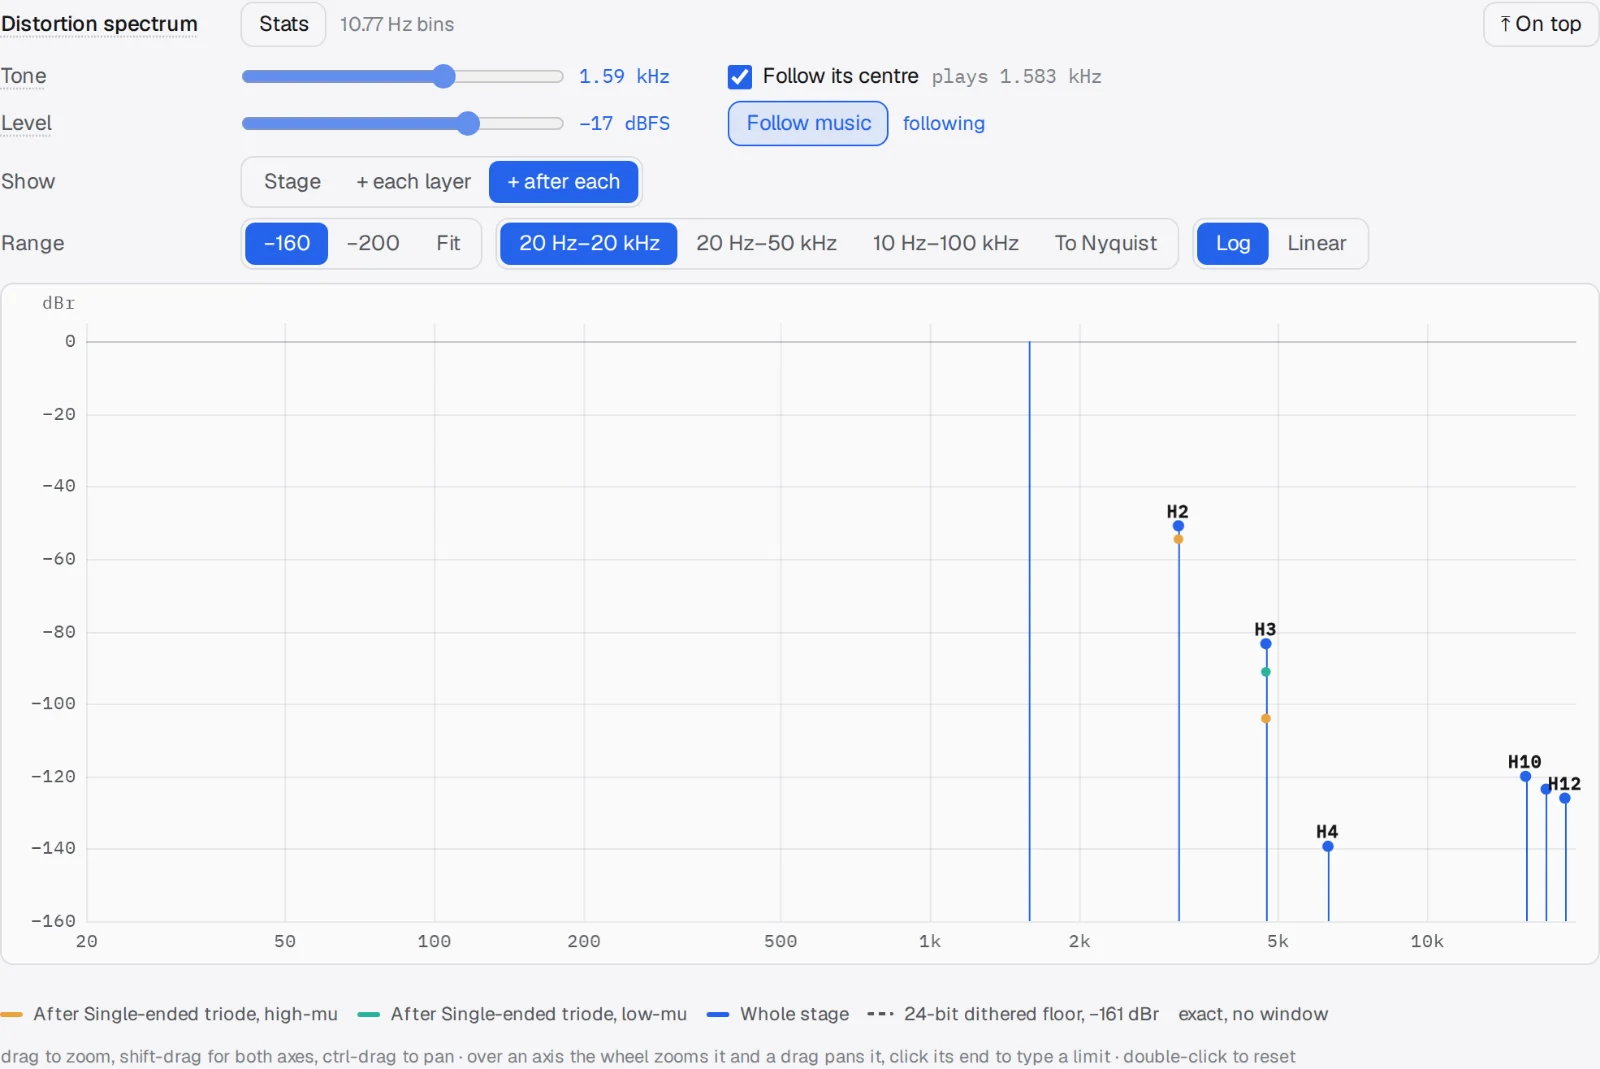 Distortion spectrum Stats 10.77 Hz bins ⤒ On top
Tone 1.59 kHz Follow its centre plays 1.583 kHz
Level −17 dBFS Follow music following
Show Stage + each layer + after each
Range −160 −200 Fit 20 Hz–20 kHz 20 Hz–50 kHz 10 Hz–100 kHz To Nyquist Log Linear
dBr
0
−20
−40
H2
−60
H3
−80
−100
H10
−120
H12
H4
−140
−160
20 50 100 200 500 1k 2k 5k 10k
After Single-ended triode, high-mu After Single-ended triode, low-mu Whole stage 24-bit dithered floor, −161 dBr exact, no window
drag to zoom, shift-drag for both axes, ctrl-drag to pan · over an axis the wheel zooms it and a drag pans it, click its end to type a limit · double-click to reset